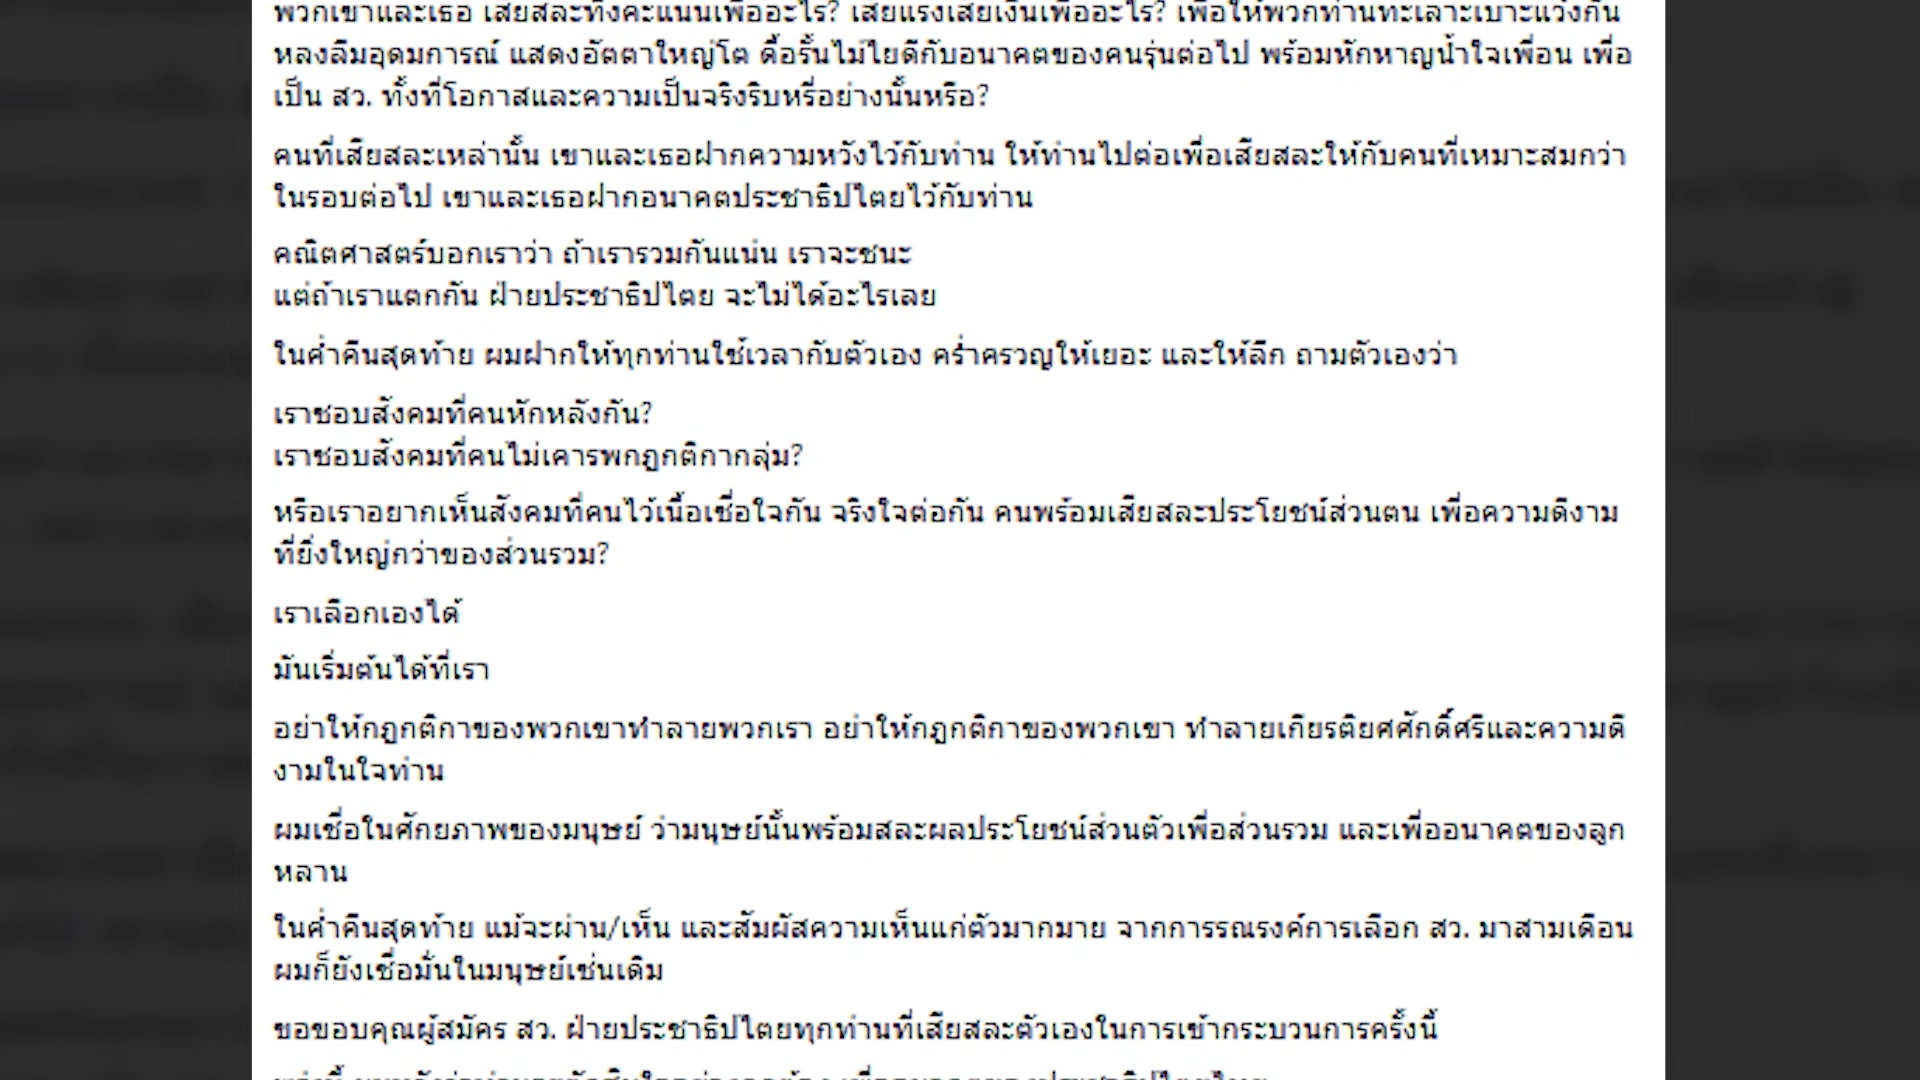 พวกเขาและเธอ เสียสละทิ้งคะแนนเพื่ออะไร? เสียแรงเสียเงินเพื่ออะไร? เพื่อให้พวกท่านทะเลาะเบาะแว้งกัน
หลงลืมอุดมการณ์ แสดงอัตตาใหญ่โต ดื้อรั้นไม่ไยดีกับอนาคตของคนรุ่นต่อไป พร้อมหักหาญน้ำใจเพื่อน เพื่อ
เป็น สว. ทั้งที่โอกาสและความเป็นจริงริบหรี่อย่างนั้นหรือ?
คนที่เสียสละเหล่านั้น เขาและเธอฝากความหวังไว้กับท่าน ให้ท่านไปต่อเพื่อเสียสละให้กับคนที่เหมาะสมกว่า
ในรอบต่อไป เขาและเธอฝากอนาคตประชาธิปไตยไว้กับท่าน
คณิตศาสตร์บอกเราว่า ถ้าเรารวมกันแน่น เราจะชนะ
แต่ถ้าเราแตกกัน ฝ่ายประชาธิปไตย จะไม่ได้อะไรเลย
ในค่ำคืนสุดท้าย ผมฝากให้ทุกท่านใช้เวลากับตัวเอง คร่ำครวญให้เยอะ และให้ลึก ถามตัวเองว่า
เราชอบสังคมที่คนหักหลังกัน?
เราชอบสังคมที่คนไม่เคารพกฎกติกากลุ่ม?
หรือเราอยากเห็นสังคมที่คนไว้เนื้อเชื่อใจกัน จริงใจต่อกัน คนพร้อมเสียสละประโยชน์ส่วนตน เพื่อความดีงาม
ที่ยิ่งใหญ่กว่าของส่วนรวม?
เราเลือกเองได้
มันเริ่มต้นได้ที่เรา
อย่าให้กฎกติกาของพวกเขาทำลายพวกเรา อย่าให้กฎกติกาของพวกเขา ทำลายเกียรติยศศักดิ์ศรีและความดี
งามในใจท่าน
ผมเชื่อในศักยภาพของมนุษย์ ว่ามนุษย์นั้นพร้อมสละผลประโยชน์ส่วนตัวเพื่อส่วนรวม และเพื่ออนาคตของลูก
หลาน
ในค่ำคืนสุดท้าย แม้จะผ่าน/เห็น และสัมผัสความเห็นแก่ตัวมากมาย จากการรณรงค์การเลือก สว. มาสามเดือน
ผมก็ยังเชื่อมั่นในมนุษย์เช่นเดิม
ขอขอบคุณผู้สมัคร สว. ฝ่ายประชาธิปไตยทุกท่านที่เสียสละตัวเองในการเข้ากระบวนการครั้งนี้